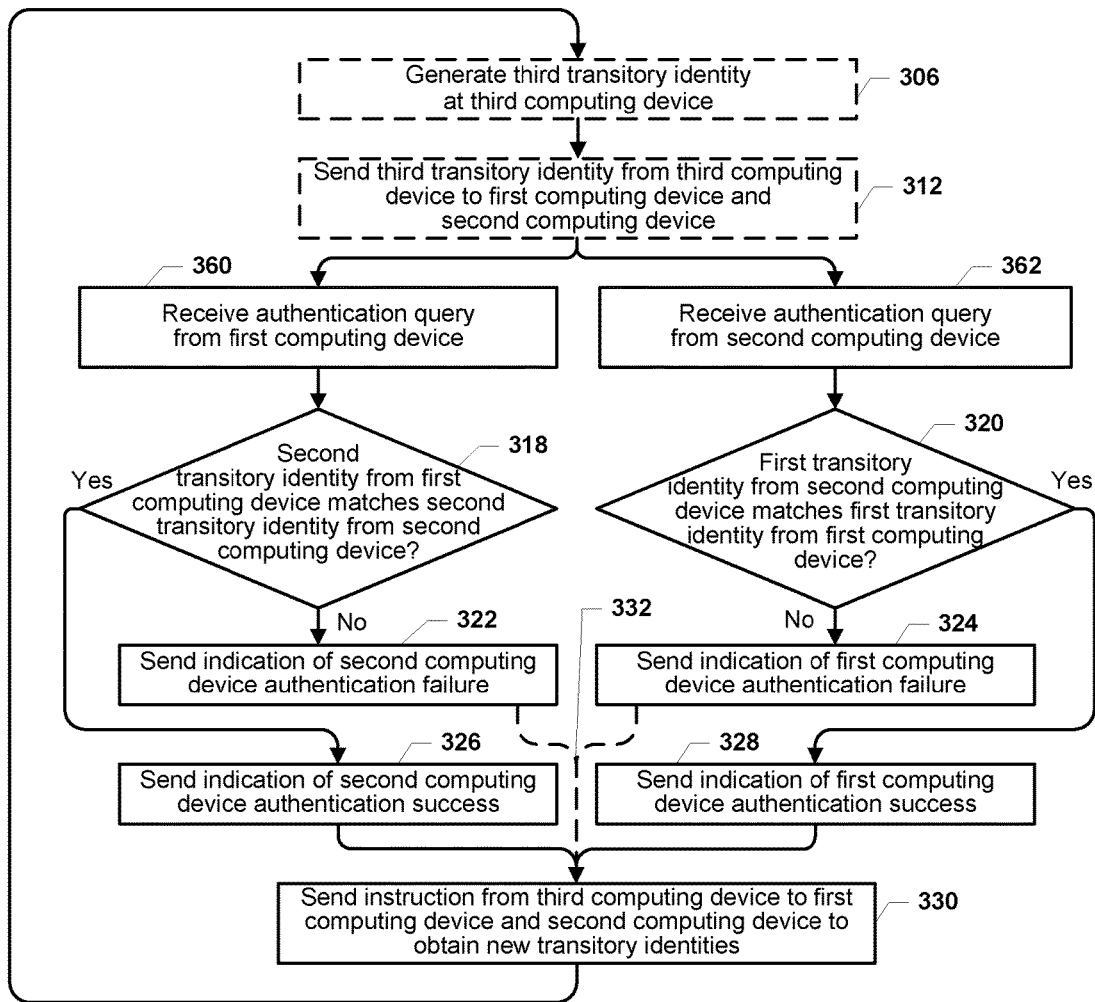 Generate third transitory identity
at third computing device
306
Send third transitory identity from third computing
device to first computing device and
second computing device
312
360
362
Receive authentication query
from first computing device
Receive authentication query
from second computing device
318
320
Yes
Second
transitory identity from first
computing device matches second
transitory identity from second
computing device?
First transitory
identity from second computing
device matches first transitory
identity from first computing
device?
Yes
No
322
332
No
324
Send indication of second computing
device authentication failure
Send indication of first computing
device authentication failure
326
328
Send indication of second computing
device authentication success
Send indication of first computing
device authentication success
Send instruction from third computing device to first
computing device and second computing device to
obtain new transitory identities
330